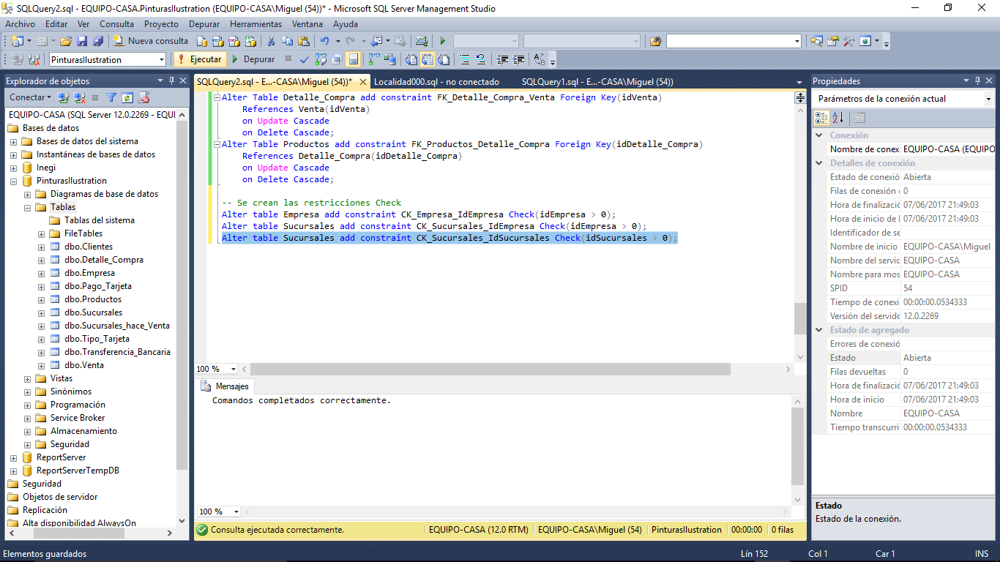 SQLQuery2.sql - EQUIPO-CASA.PinturasIlustration (EQUIPO-CASA\Miguel (54))* - Microsoft SQL Server Management Studio
Archivo Editar Ver Consulta Proyecto Depurar Herramientas Ventana Ayuda
Nueva consulta
PinturasIlustration Ejecutar Depurar
Explorador de objetos
Conectar
EQUIPO-CASA (SQL Server 12.0.2269 - EQUI
Bases de datos
Bases de datos del sistema
Instantáneas de bases de datos
Inegi
PinturasIlustration
Diagramas de base de datos
Tablas
Tablas del sistema
FileTables
dbo.Clientes
dbo.Detalle_Compra
dbo.Empresa
dbo.Pago_Tarjeta
dbo.Productos
dbo.Sucursales
dbo.Sucursales_hace_Venta
dbo.Tipo_Tarjeta
dbo.Transferencia_Bancaria
dbo.Venta
Vistas
Sinónimos
Programación
Service Broker
Almacenamiento
Seguridad
ReportServer
ReportServerTempDB
Seguridad
Objetos de servidor
Replicación
Alta disponibilidad AlwaysOn
SQLQuery2.sql - E...-CASA\Miguel (54))* Localidad000.sql - no conectado SQLQuery1.sql - E...-CASA\Miguel (54))
Alter Table Detalle_Compra add constraint FK_Detalle_Compra_Venta Foreign Key(idVenta)
References Venta(idVenta)
on Update Cascade
on Delete Cascade;
Alter Table Productos add constraint FK_Productos_Detalle_Compra Foreign Key(idDetalle_Compra)
References Detalle_Compra(idDetalle_Compra)
on Update Cascade
on Delete Cascade;
-- Se crean las restricciones Check
Alter table Empresa add constraint CK_Empresa_IdEmpresa Check(idEmpresa > 0);
Alter table Sucursales add constraint CK_Sucursales_IdEmpresa Check(idEmpresa > 0);
Alter table Sucursales add constraint CK_Sucursales_IdSucursales Check(idSucursales > 0);
100 %
Mensajes
Comandos completados correctamente.
100 %
Consulta ejecutada correctamente. EQUIPO-CASA (12.0 RTM) EQUIPO-CASA\Miguel (54) PinturasIlustration 00:00:00 0 filas
Propiedades
Parámetros de la conexión actual
Conexión
Nombre de conex EQUIPO-CASA (EQUIPO
Detalles de conexión
Estado de conexió Abierta
Filas de conexión 0
Hora de finalizació 07/06/2017 21:49:03
Hora de inicio de 07/06/2017 21:49:03
Identificador de se
Nombre de inicio EQUIPO-CASA\Miguel
Nombre del servid EQUIPO-CASA
Nombre para mos EQUIPO-CASA
SPID 54
Tiempo de conexi 00:00:00.0534333
Versión del servido 12.0.2269
Estado de agregado
Errores de conexió
Estado Abierta
Filas devueltas 0
Hora de finalizació 07/06/2017 21:49:03
Hora de inicio 07/06/2017 21:49:03
Nombre EQUIPO-CASA
Tiempo transcurri 00:00:00.0534333
Estado
Estado de la conexión.
Elementos guardados Lín 152 Col 1 Car 1 INS